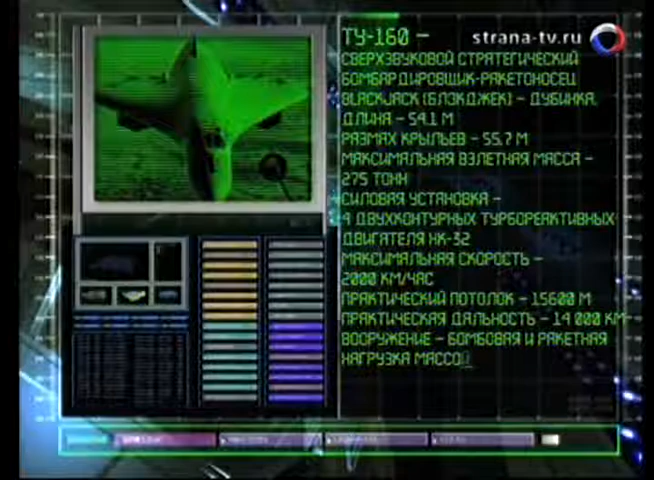 ТУ-160 –
strana-tv.ru
СВЕРХЗВУКОВОЙ СТРАТЕГИЧЕСКИЙ
БОМБАРДИРОВЩИК-РАКЕТОНОСЕЦ
BLACKJACK (БЛЭКДЖЕК) – ДУБИНКА
ДЛИНА – 54.1 М
РАЗМАХ КРЫЛЬЕВ – 55.7 М
МАКСИМАЛЬНАЯ ВЗЛЕТНАЯ МАССА –
275 ТОНН
СИЛОВАЯ УСТАНОВКА –
4 ДВУХКОНТУРНЫХ ТУРБОРЕАКТИВНЫХ
ДВИГАТЕЛЯ НК-32
МАКСИМАЛЬНАЯ СКОРОСТЬ –
2000 КМ/ЧАС
ПРАКТИЧЕСКИЙ ПОТОЛОК – 15600 М
ПРАКТИЧЕСКАЯ ДАЛЬНОСТЬ – 14 000 КМ
ВООРУЖЕНИЕ – БОМБОВАЯ И РАКЕТНАЯ
НАГРУЗКА МАССО